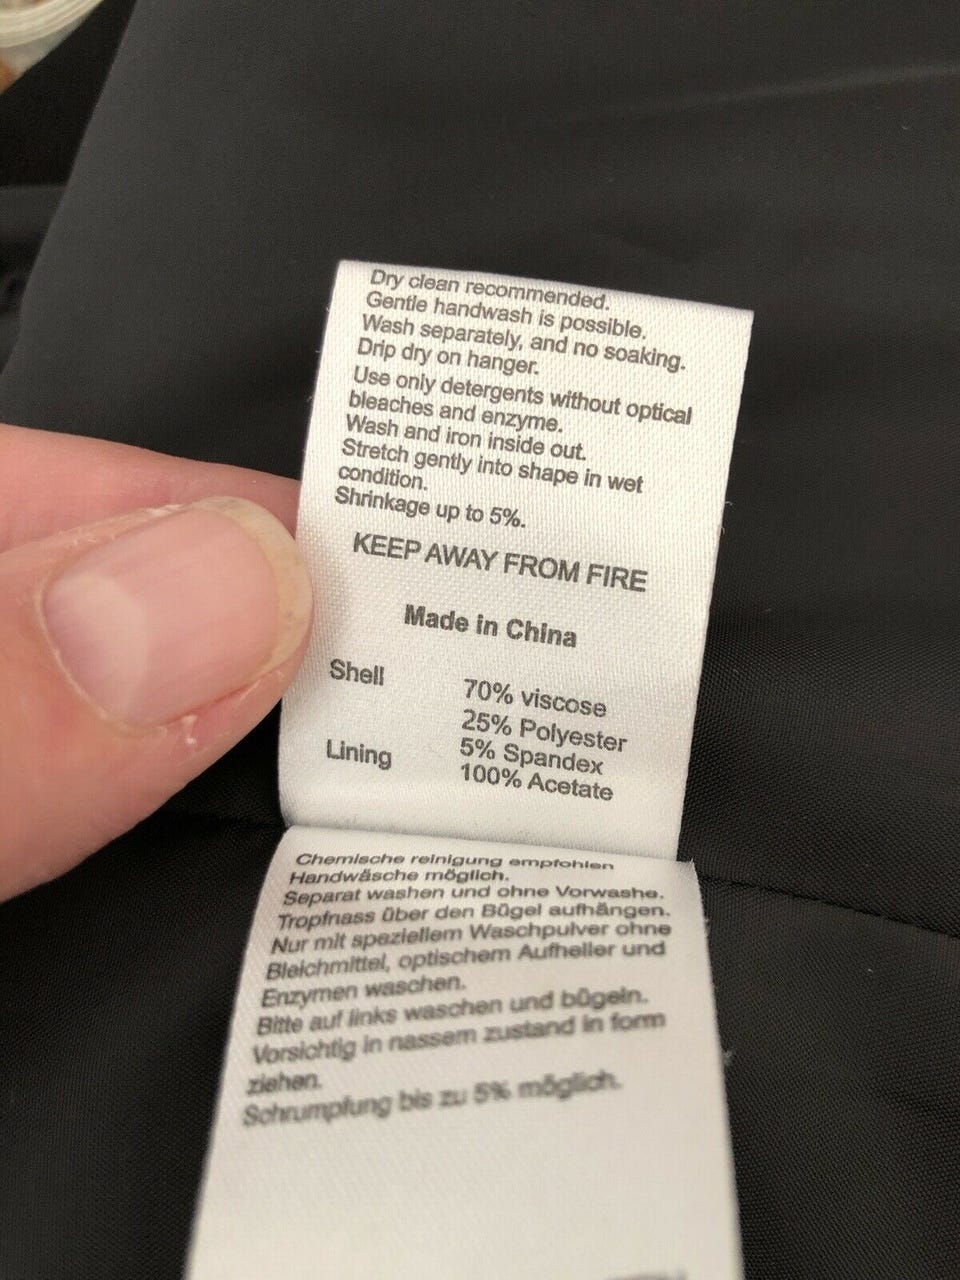 Dry clean recommended.
Gentle handwash is possible.
Wash separately, and no soaking.
Drip dry on hanger.
Use only detergents without optical
bleaches and enzyme.
Wash and iron inside out.
Stretch gently into shape in wet
condition.
Shrinkage up to 5%.
KEEP AWAY FROM FIRE
Made in China
Shell 70% viscose
25% Polyester
5% Spandex
Lining 100% Acetate
Chemische reinigung empfohlen
Handwäsche möglich.
Separat washen und ohne Vorwashe.
Tropfnass über den Bügel aufhängen.
Nur mit speziellem Waschpulver ohne
Bleichmittel, optischem Aufheller und
Enzymen waschen.
Bitte auf links waschen und bügeln.
Vorsichtig in nassem zustand in form
ziehen.
Schrumpfung bis zu 5% möglich.